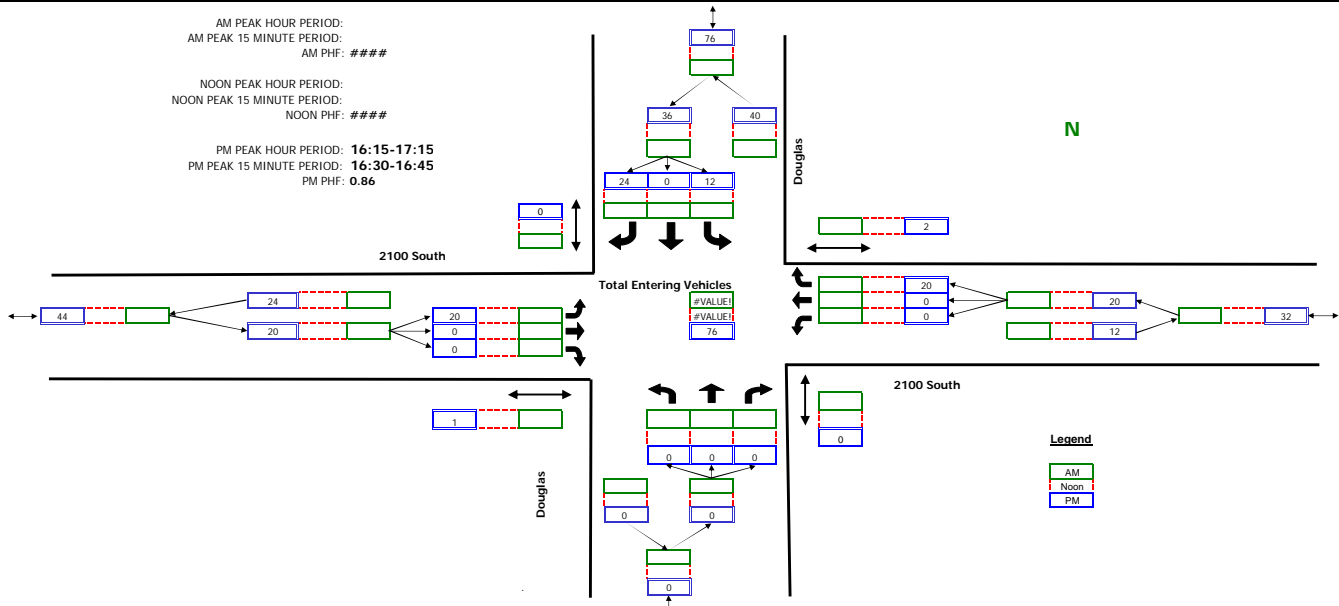 AM PEAK HOUR PERIOD:
AM PEAK 15 MINUTE PERIOD:
AM PHF: ####
NOON PEAK HOUR PERIOD:
NOON PEAK 15 MINUTE PERIOD:
NOON PHF: ####
PM PEAK HOUR PERIOD: 16:15-17:15
PM PEAK 15 MINUTE PERIOD: 16:30-16:45
PM PHF: 0.86
76
36 40
24 0 12
Douglas
N
0
2
2100 South
Total Entering Vehicles
#VALUE!
#VALUE!
76
44
24
20
20
0
0
20
0
0
20
12
32
2100 South
1
0
0 0 0
0 0
0
Douglas
Legend
AM
Noon
PM